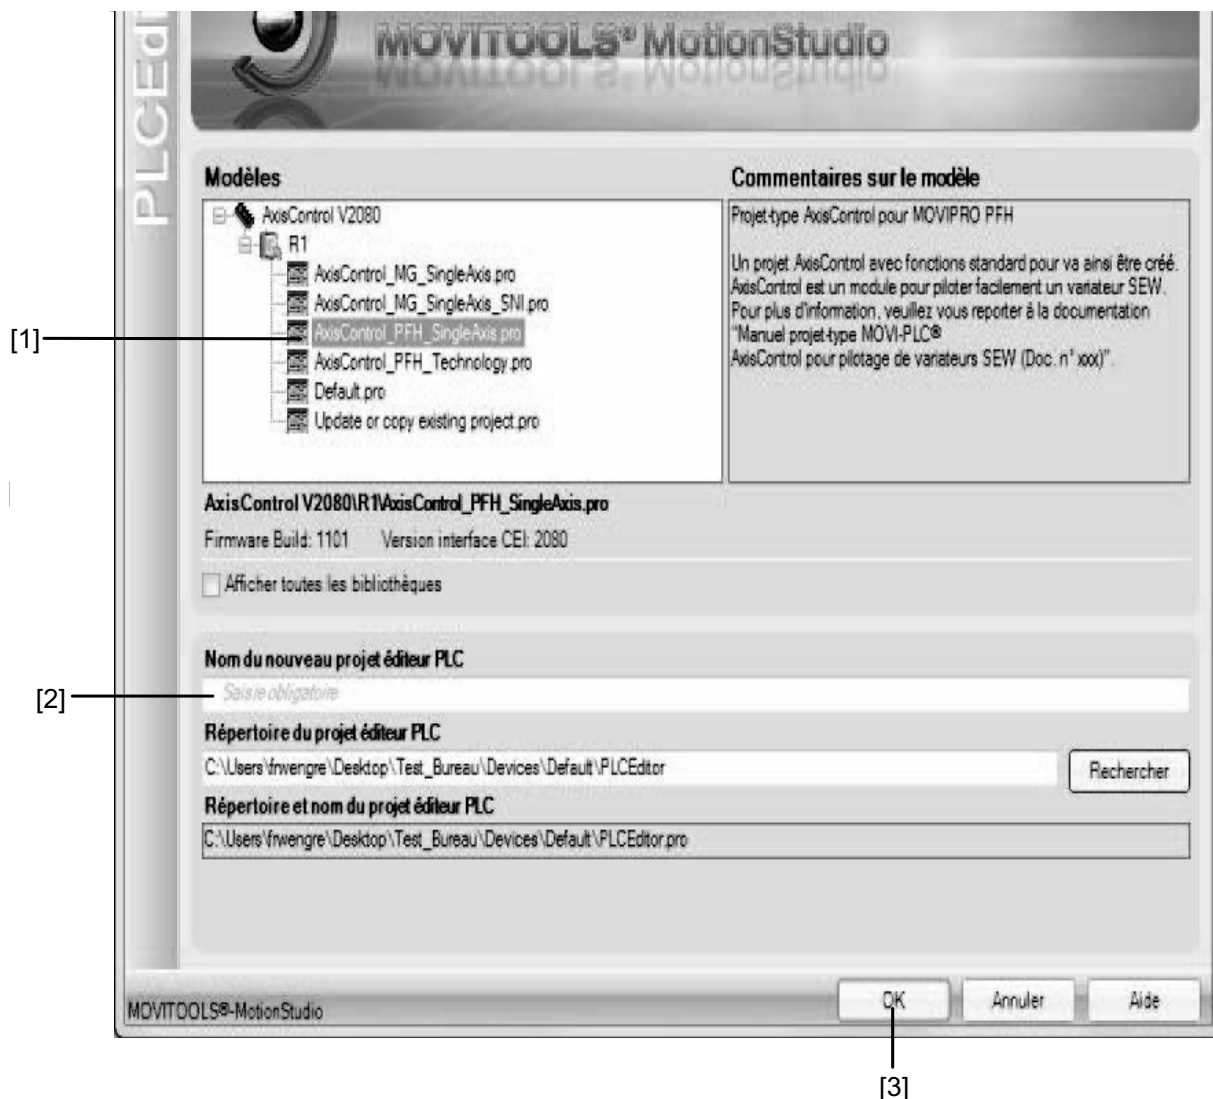 PLCEdi
MOVITOOLS® MotionStudio
Modèles
AxisControl V2080
R1
AxisControl_MG_SingleAxis.pro
AxisControl_MG_SingleAxis_SNI.pro
[1]
AxisControl_PFH_SingleAxis.pro
AxisControl_PFH_Technology.pro
Default.pro
Update or copy existing project.pro
Commentaires sur le modèle
Projet-type AxisControl pour MOVIPRO PFH
Un projet AxisControl avec fonctions standard pour va ainsi être créé.
AxisControl est un module pour piloter facilement un variateur SEW.
Pour plus d'information, veuillez vous reporter à la documentation
"Manuel projet-type MOVI-PLC®
AxisControl pour pilotage de variateurs SEW (Doc. n° xxx)".
AxisControl V2080\R1\AxisControl_PFH_SingleAxis.pro
Firmware Build: 1101 Version interface CEI: 2080
Afficher toutes les bibliothèques
Nom du nouveau projet éditeur PLC
[2]
Saisie obligatoire
Répertoire du projet éditeur PLC
C:\Users\frwengre\Desktop\Test_Bureau\Devices\Default\PLCEditor
Rechercher
Répertoire et nom du projet éditeur PLC
C:\Users\frwengre\Desktop\Test_Bureau\Devices\Default\PLCEditor.pro
MOVITOOLS®-MotionStudio
OK
Annuler
Aide
[3]